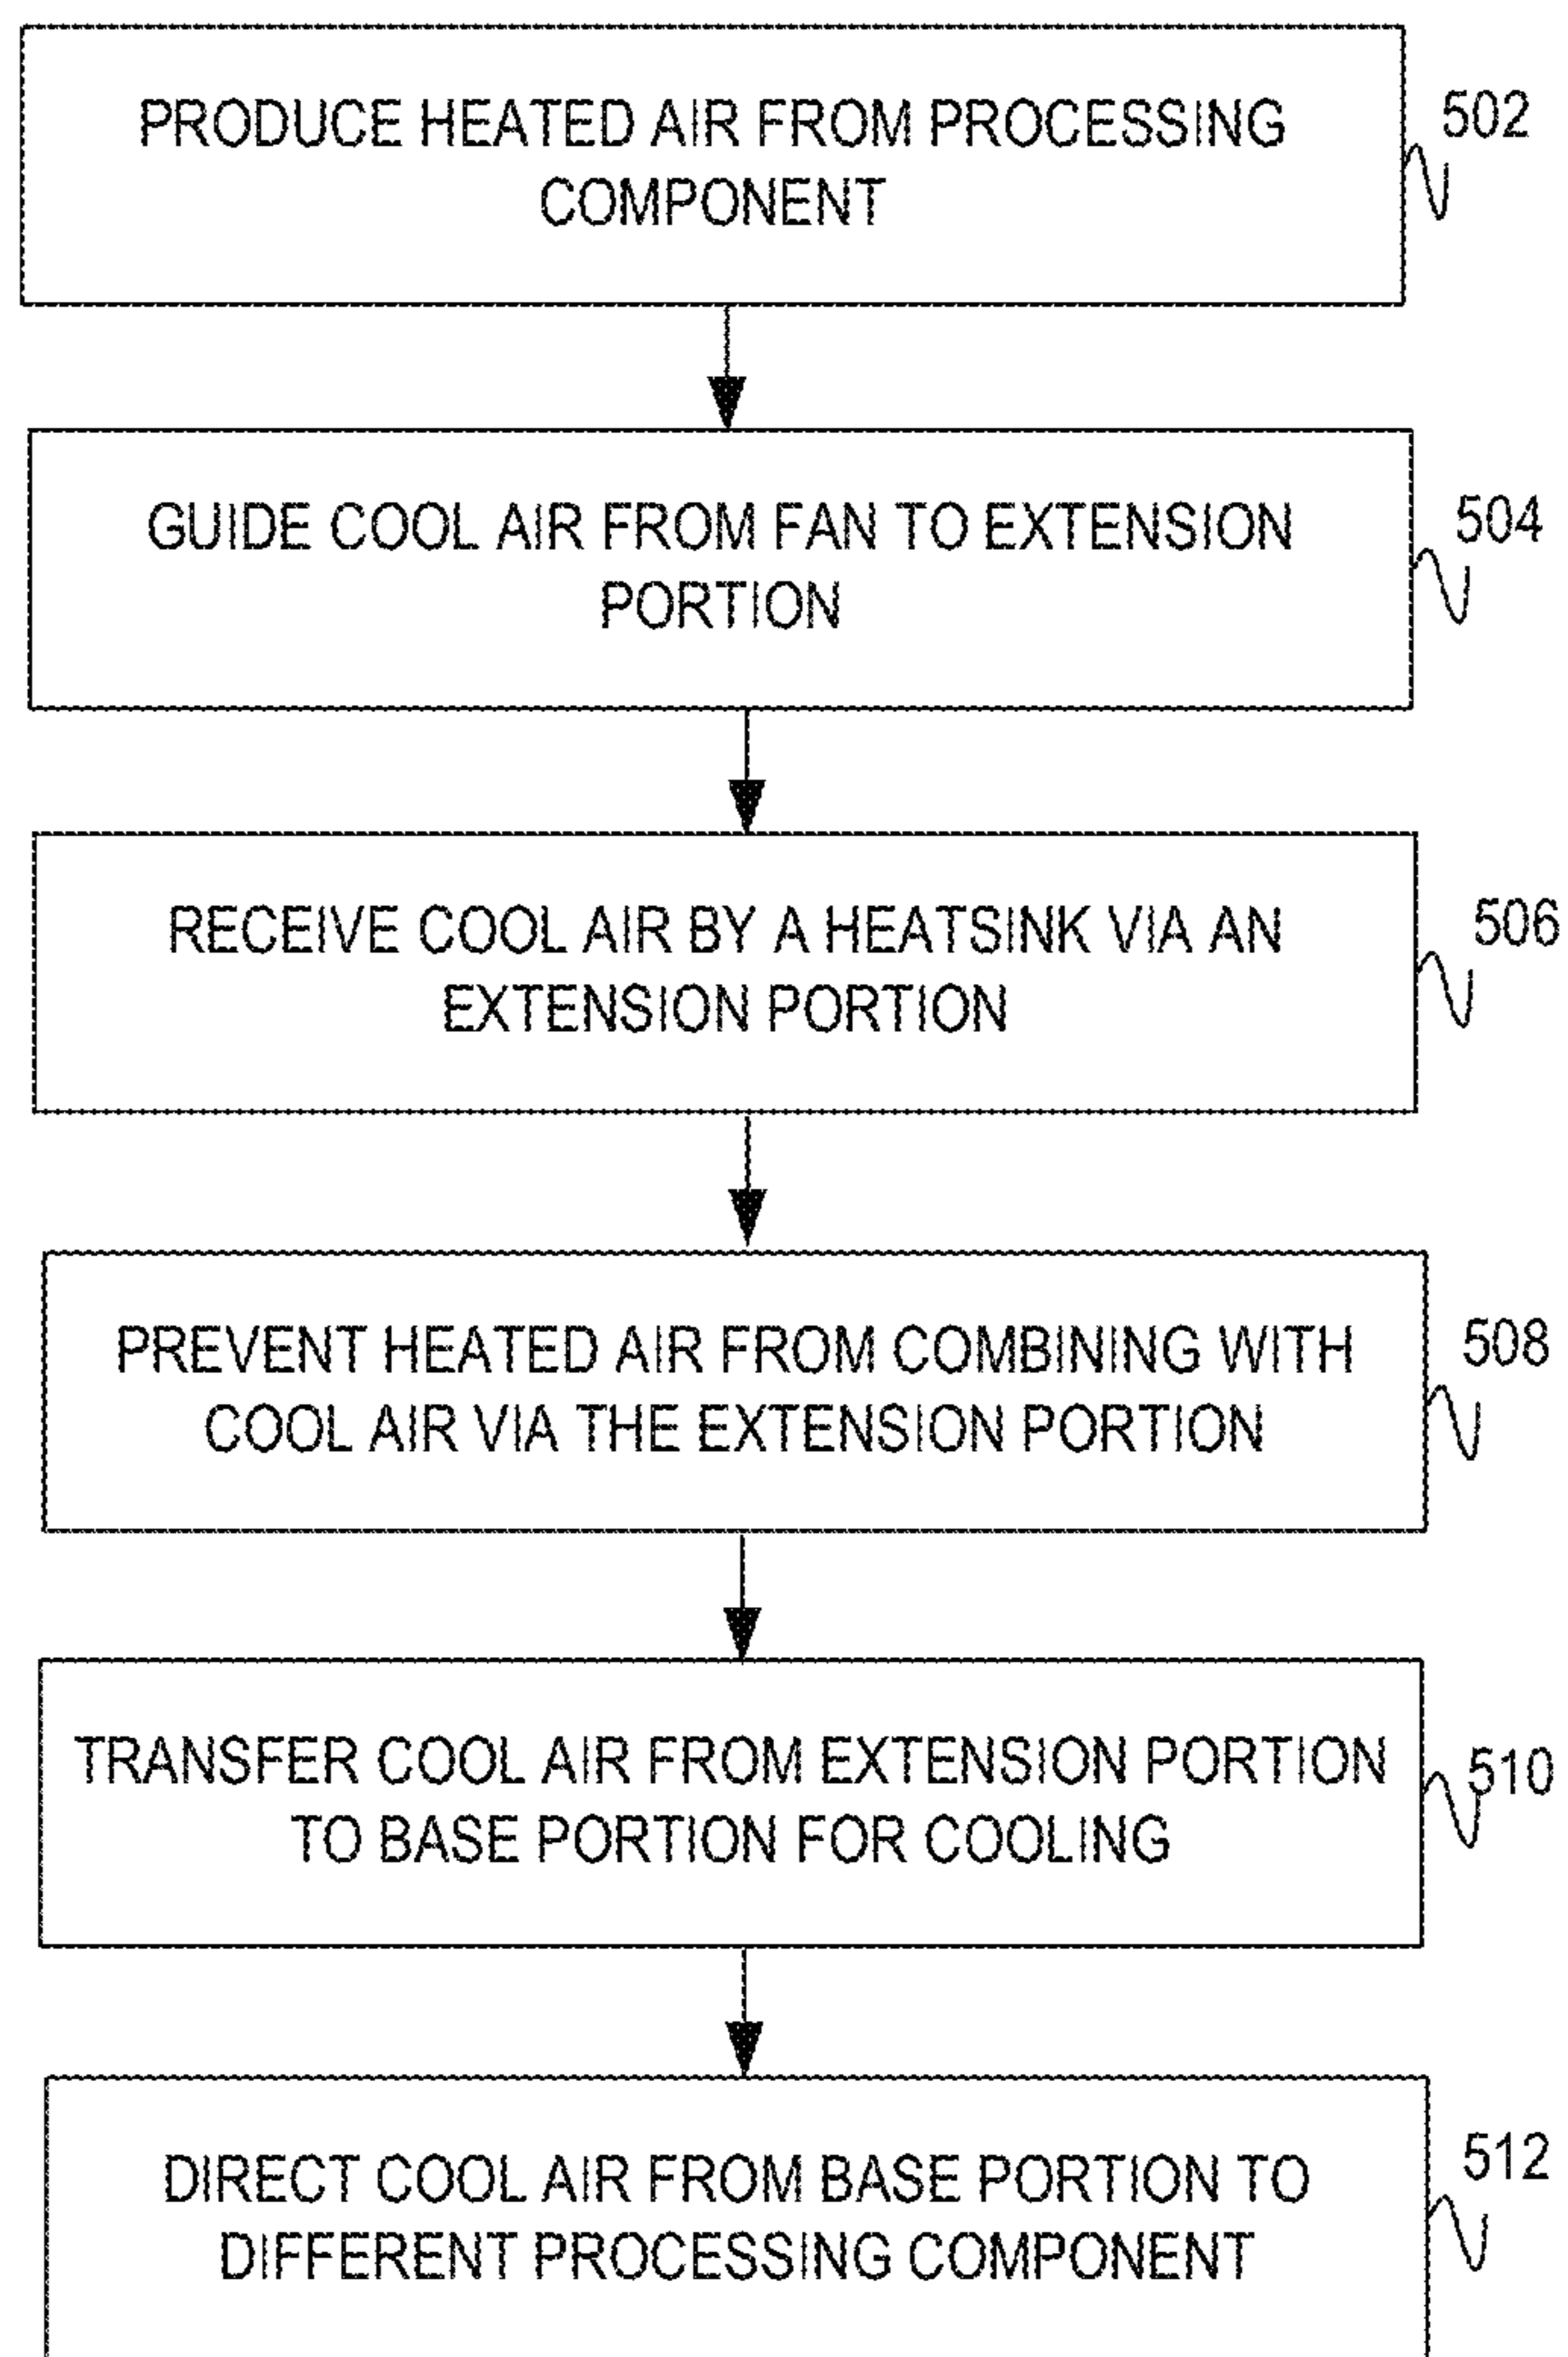 PRODUCE HEATED AIR FROM PROCESSING
COMPONENT
502
GUIDE COOL AIR FROM FAN TO EXTENSION
PORTION
504
RECEIVE COOL AIR BY A HEATSINK VIA AN
EXTENSION PORTION
506
PREVENT HEATED AIR FROM COMBINING WITH
COOL AIR VIA THE EXTENSION PORTION
508
TRANSFER COOL AIR FROM EXTENSION PORTION
TO BASE PORTION FOR COOLING
510
DIRECT COOL AIR FROM BASE PORTION TO
DIFFERENT PROCESSING COMPONENT
512